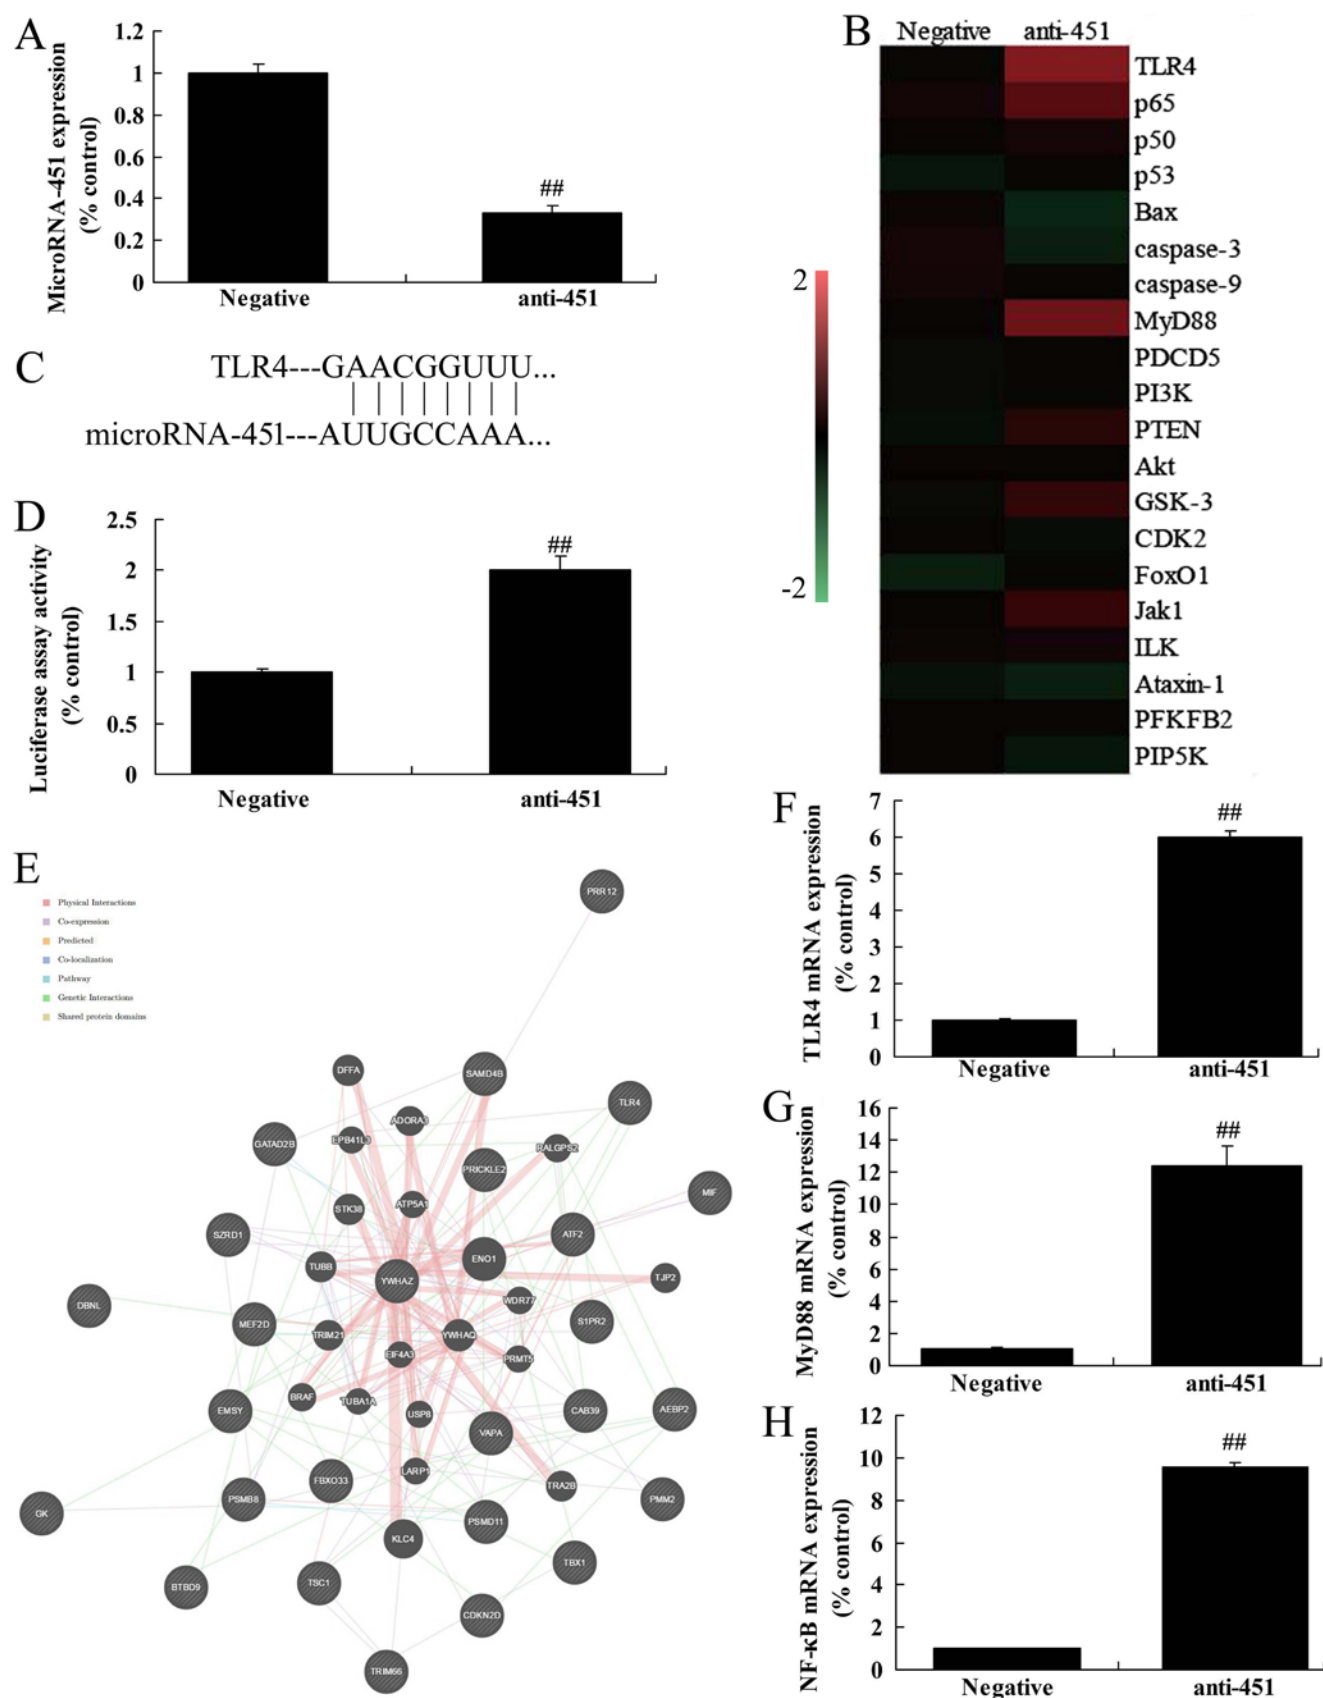 A
MicroRNA-451 expression
(% control)
1.2
1
0.8
0.6
0.4
0.2
0
##
Negative
anti-451
B
Negative
anti-451
TLR4
p65
p50
p53
Bax
caspase-3
caspase-9
MyD88
PDCD5
PI3K
PTEN
Akt
GSK-3
CDK2
FoxO1
Jak1
ILK
Ataxin-1
PFKFB2
PIP5K
2
-2
C
TLR4---GAACGGUUU...
microRNA-451---AUUGCCAAA...
D
Luciferase assay activity
(% control)
2.5
2
1.5
1
0.5
0
##
Negative
anti-451
E
Physical Interactions
Co-expression
Predicted
Co-localization
Pathway
Genetic Interactions
Shared protein domains
PRR12
DFFA
SAMD4B
TLR4
ADORA3
GATAD2B
EPB41L3
RALGPS2
PRICKLE2
MIF
STK38
ATP5A1
SZRD1
ATF2
TUBB
YWHAZ
ENO1
TJP2
DBNL
WDR77
MEF2D
TRIM21
YWHAQ
S1PR2
EIF4A3
PRMT5
BRAF
TUBA1A
USP8
EMSY
CAB39
AEBP2
VAPA
FBXO33
LARP1
TRA2B
PSMB8
PMM2
GK
PSMD11
KLC4
TBX1
BTBD9
TSC1
CDKN2D
TRIM66
F
TLR4 mRNA expression
(% control)
7
6
5
4
3
2
1
0
##
Negative
anti-451
G
MyD88 mRNA expression
(% control)
16
14
12
10
8
6
4
2
0
##
Negative
anti-451
H
NF-κB mRNA expression
(% control)
12
10
8
6
4
2
0
##
Negative
anti-451